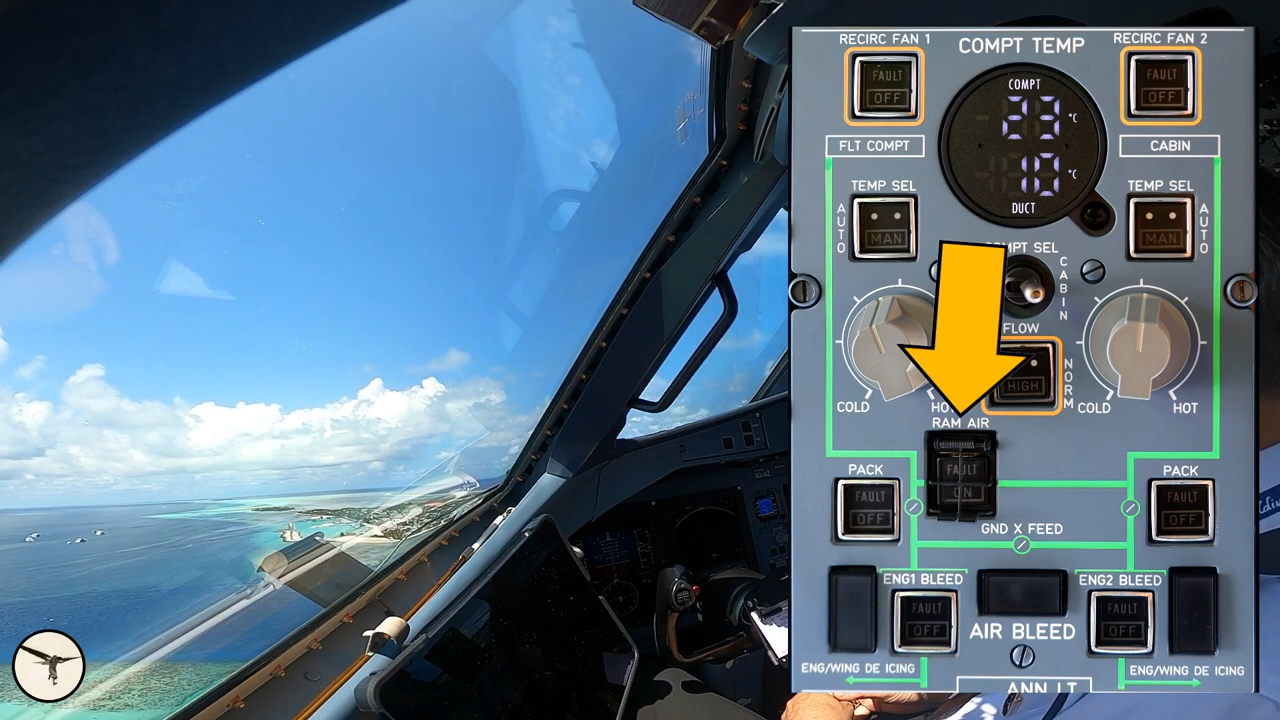 RECIRC FAN 1
COMPT TEMP
RECIRC FAN 2
FAULT
OFF
COMPT
23 °C
FAULT
OFF
FLT COMPT
CABIN
10 °C
DUCT
TEMP SEL
TEMP SEL
AUTO
MAN
MAN
AUTO
COMPT SEL
CABIN
FLOW
HIGH
NORM
COLD
HOT
COLD
HOT
RAM AIR
FAULT
ON
PACK
FAULT
OFF
PACK
FAULT
OFF
GND X FEED
ENG1 BLEED
FAULT
OFF
ENG2 BLEED
FAULT
OFF
AIR BLEED
ENG/WING DE ICING
ENG/WING DE ICING
ANN LT